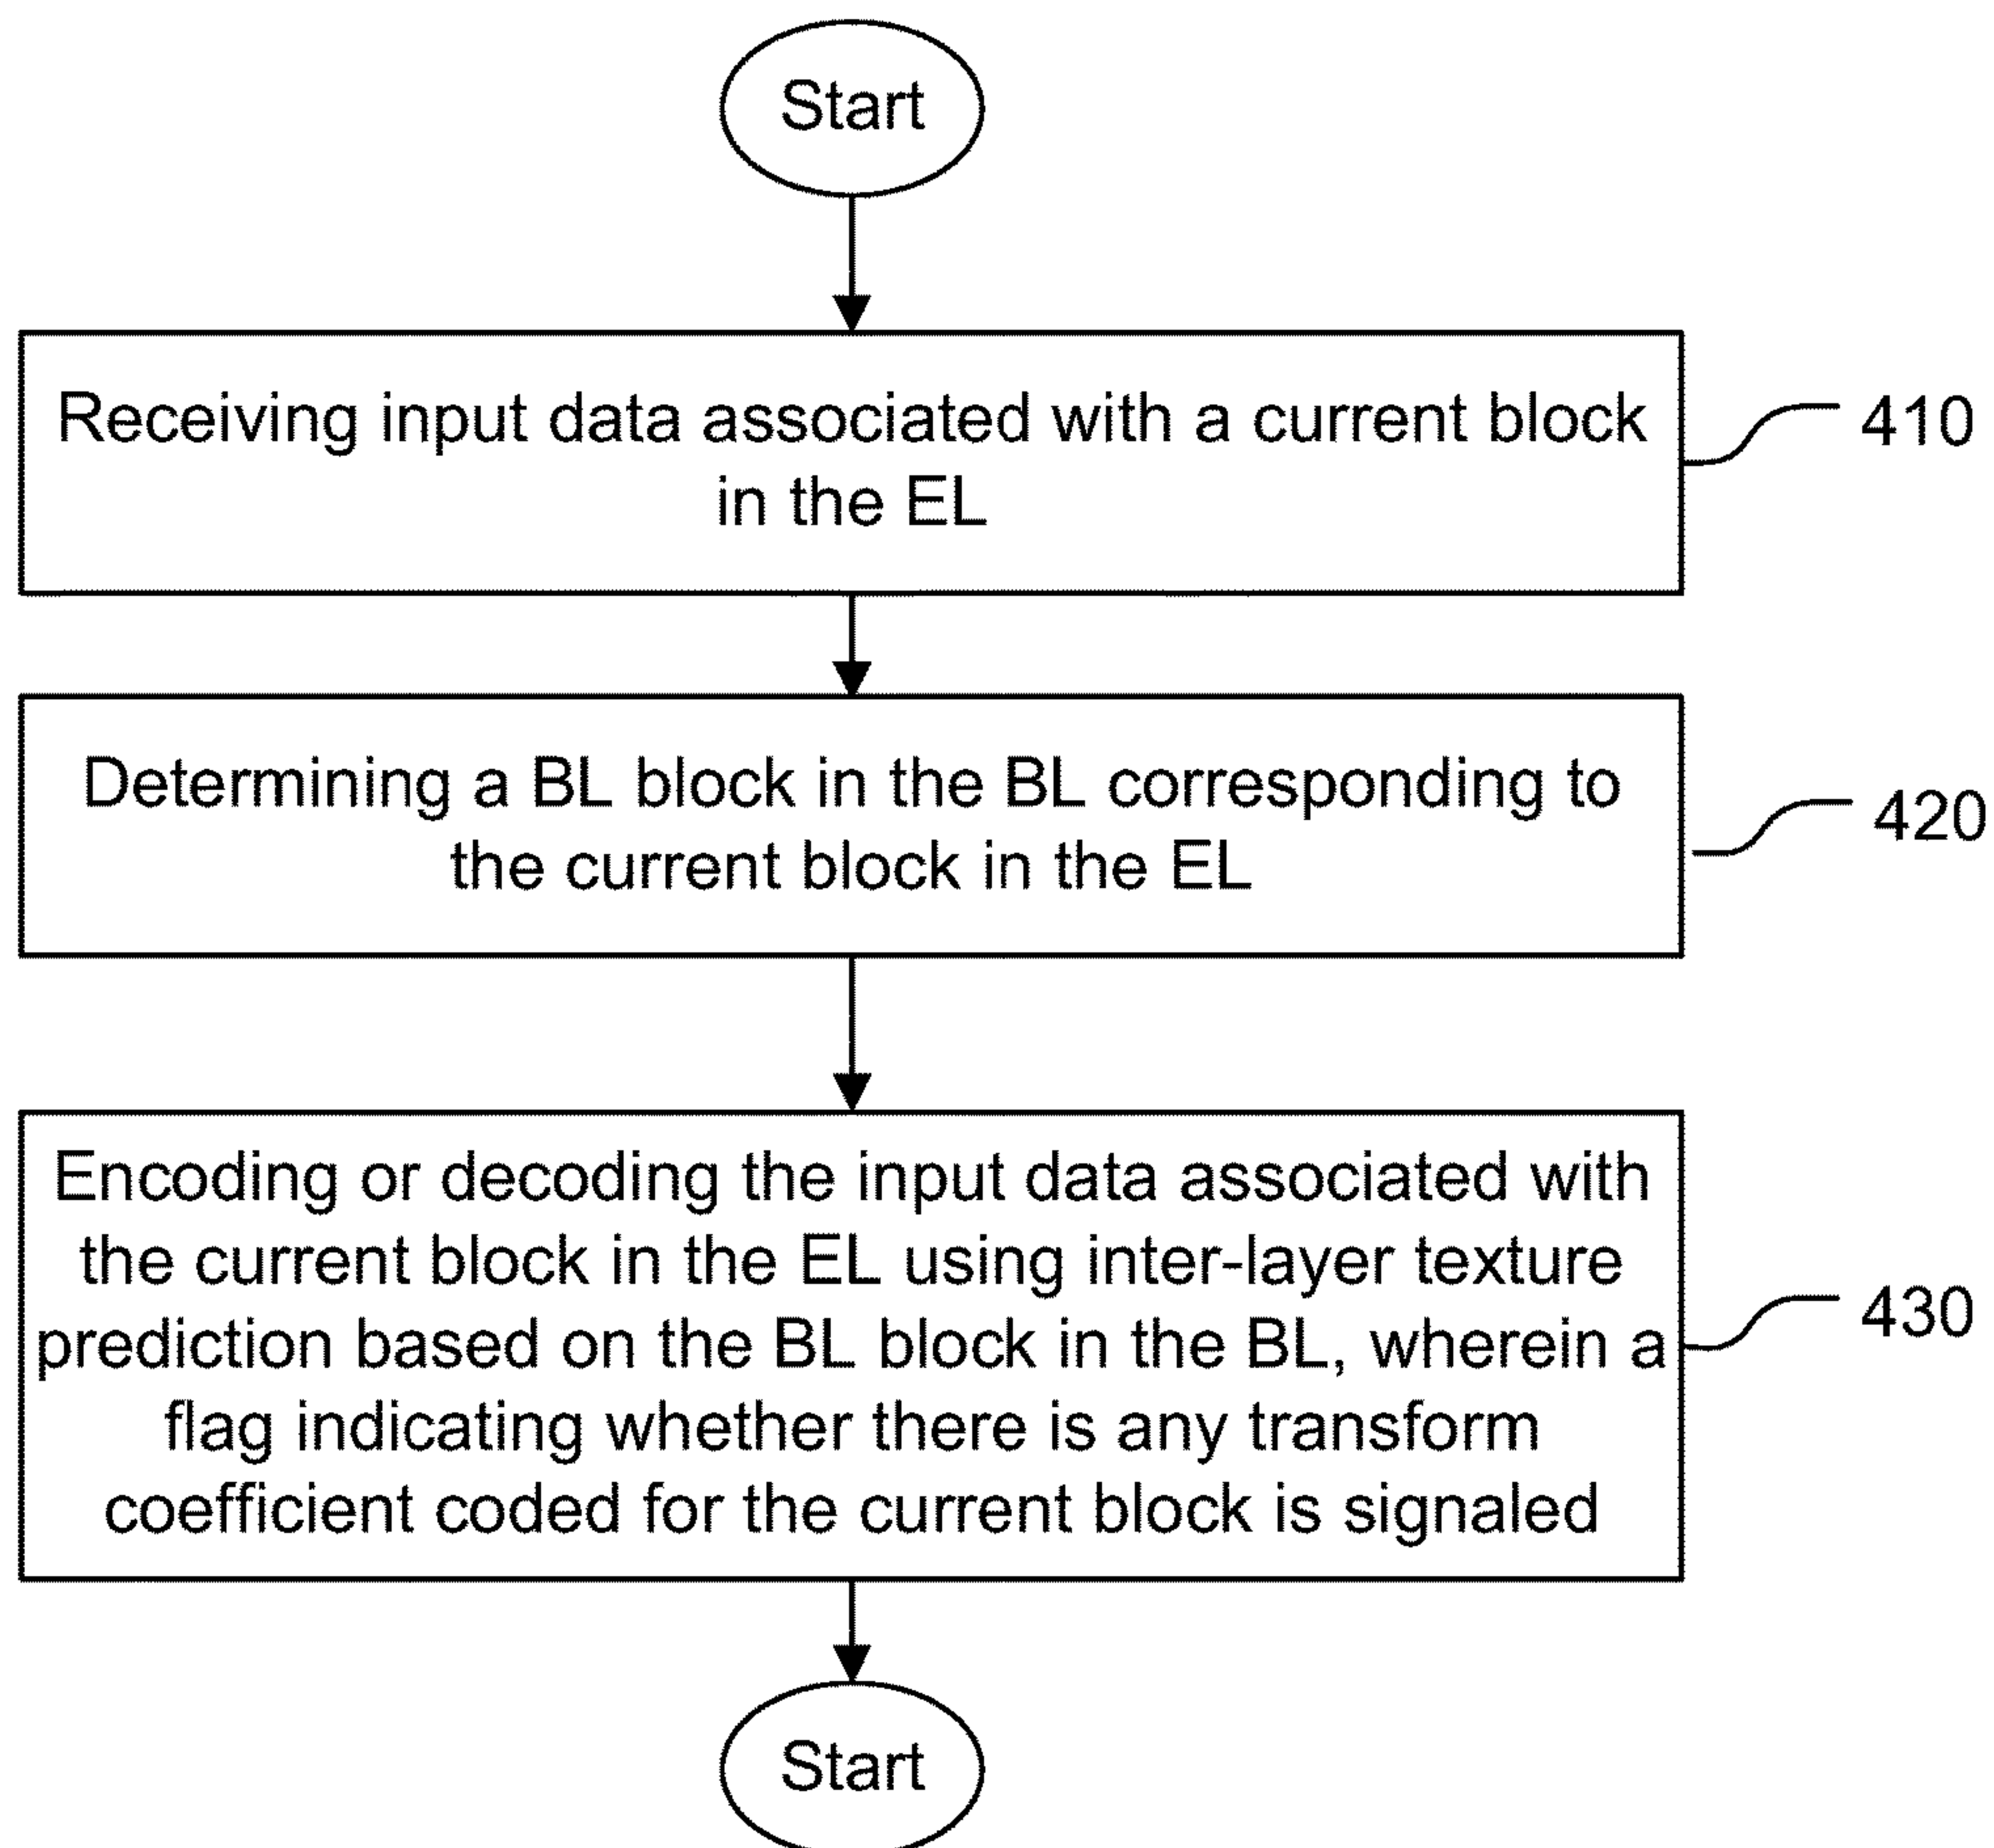 Start
Receiving input data associated with a current block
in the EL
410
Determining a BL block in the BL corresponding to
the current block in the EL
420
Encoding or decoding the input data associated with
the current block in the EL using inter-layer texture
prediction based on the BL block in the BL, wherein a
flag indicating whether there is any transform
coefficient coded for the current block is signaled
430
Start